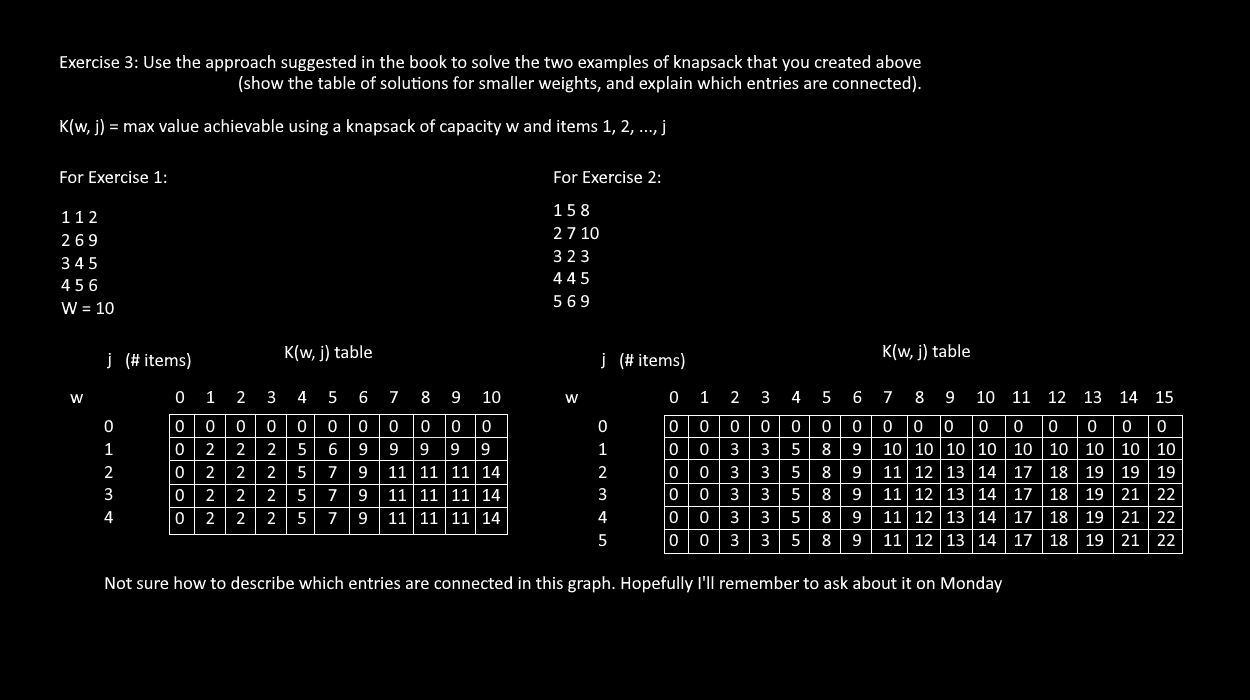 Exercise 3: Use the approach suggested in the book to solve the two examples of knapsack that you created above
(show the table of solutions for smaller weights, and explain which entries are connected).
K(w, j) = max value achievable using a knapsack of capacity w and items 1, 2, ..., j
For Exercise 1:
1 1 2
2 6 9
3 4 5
4 5 6
W = 10
j (# items)
K(w, j) table
w
0 1 2 3 4 5 6 7 8 9 10
0 0 0 0 0 0 0 0 0 0 0 0
1 0 2 2 2 5 6 9 9 9 9 9
2 0 2 2 2 5 7 9 11 11 11 14
3 0 2 2 2 5 7 9 11 11 11 14
4 0 2 2 2 5 7 9 11 11 11 14
For Exercise 2:
1 5 8
2 7 10
3 2 3
4 4 5
5 6 9
j (# items)
K(w, j) table
w
0 1 2 3 4 5 6 7 8 9 10 11 12 13 14 15
0 0 0 0 0 0 0 0 0 0 0 0 0 0 0 0 0
1 0 0 3 3 5 8 9 10 10 10 10 10 10 10 10 10
2 0 0 3 3 5 8 9 11 12 13 14 17 18 19 19 19
3 0 0 3 3 5 8 9 11 12 13 14 17 18 19 21 22
4 0 0 3 3 5 8 9 11 12 13 14 17 18 19 21 22
5 0 0 3 3 5 8 9 11 12 13 14 17 18 19 21 22
Not sure how to describe which entries are connected in this graph. Hopefully I'll remember to ask about it on Monday